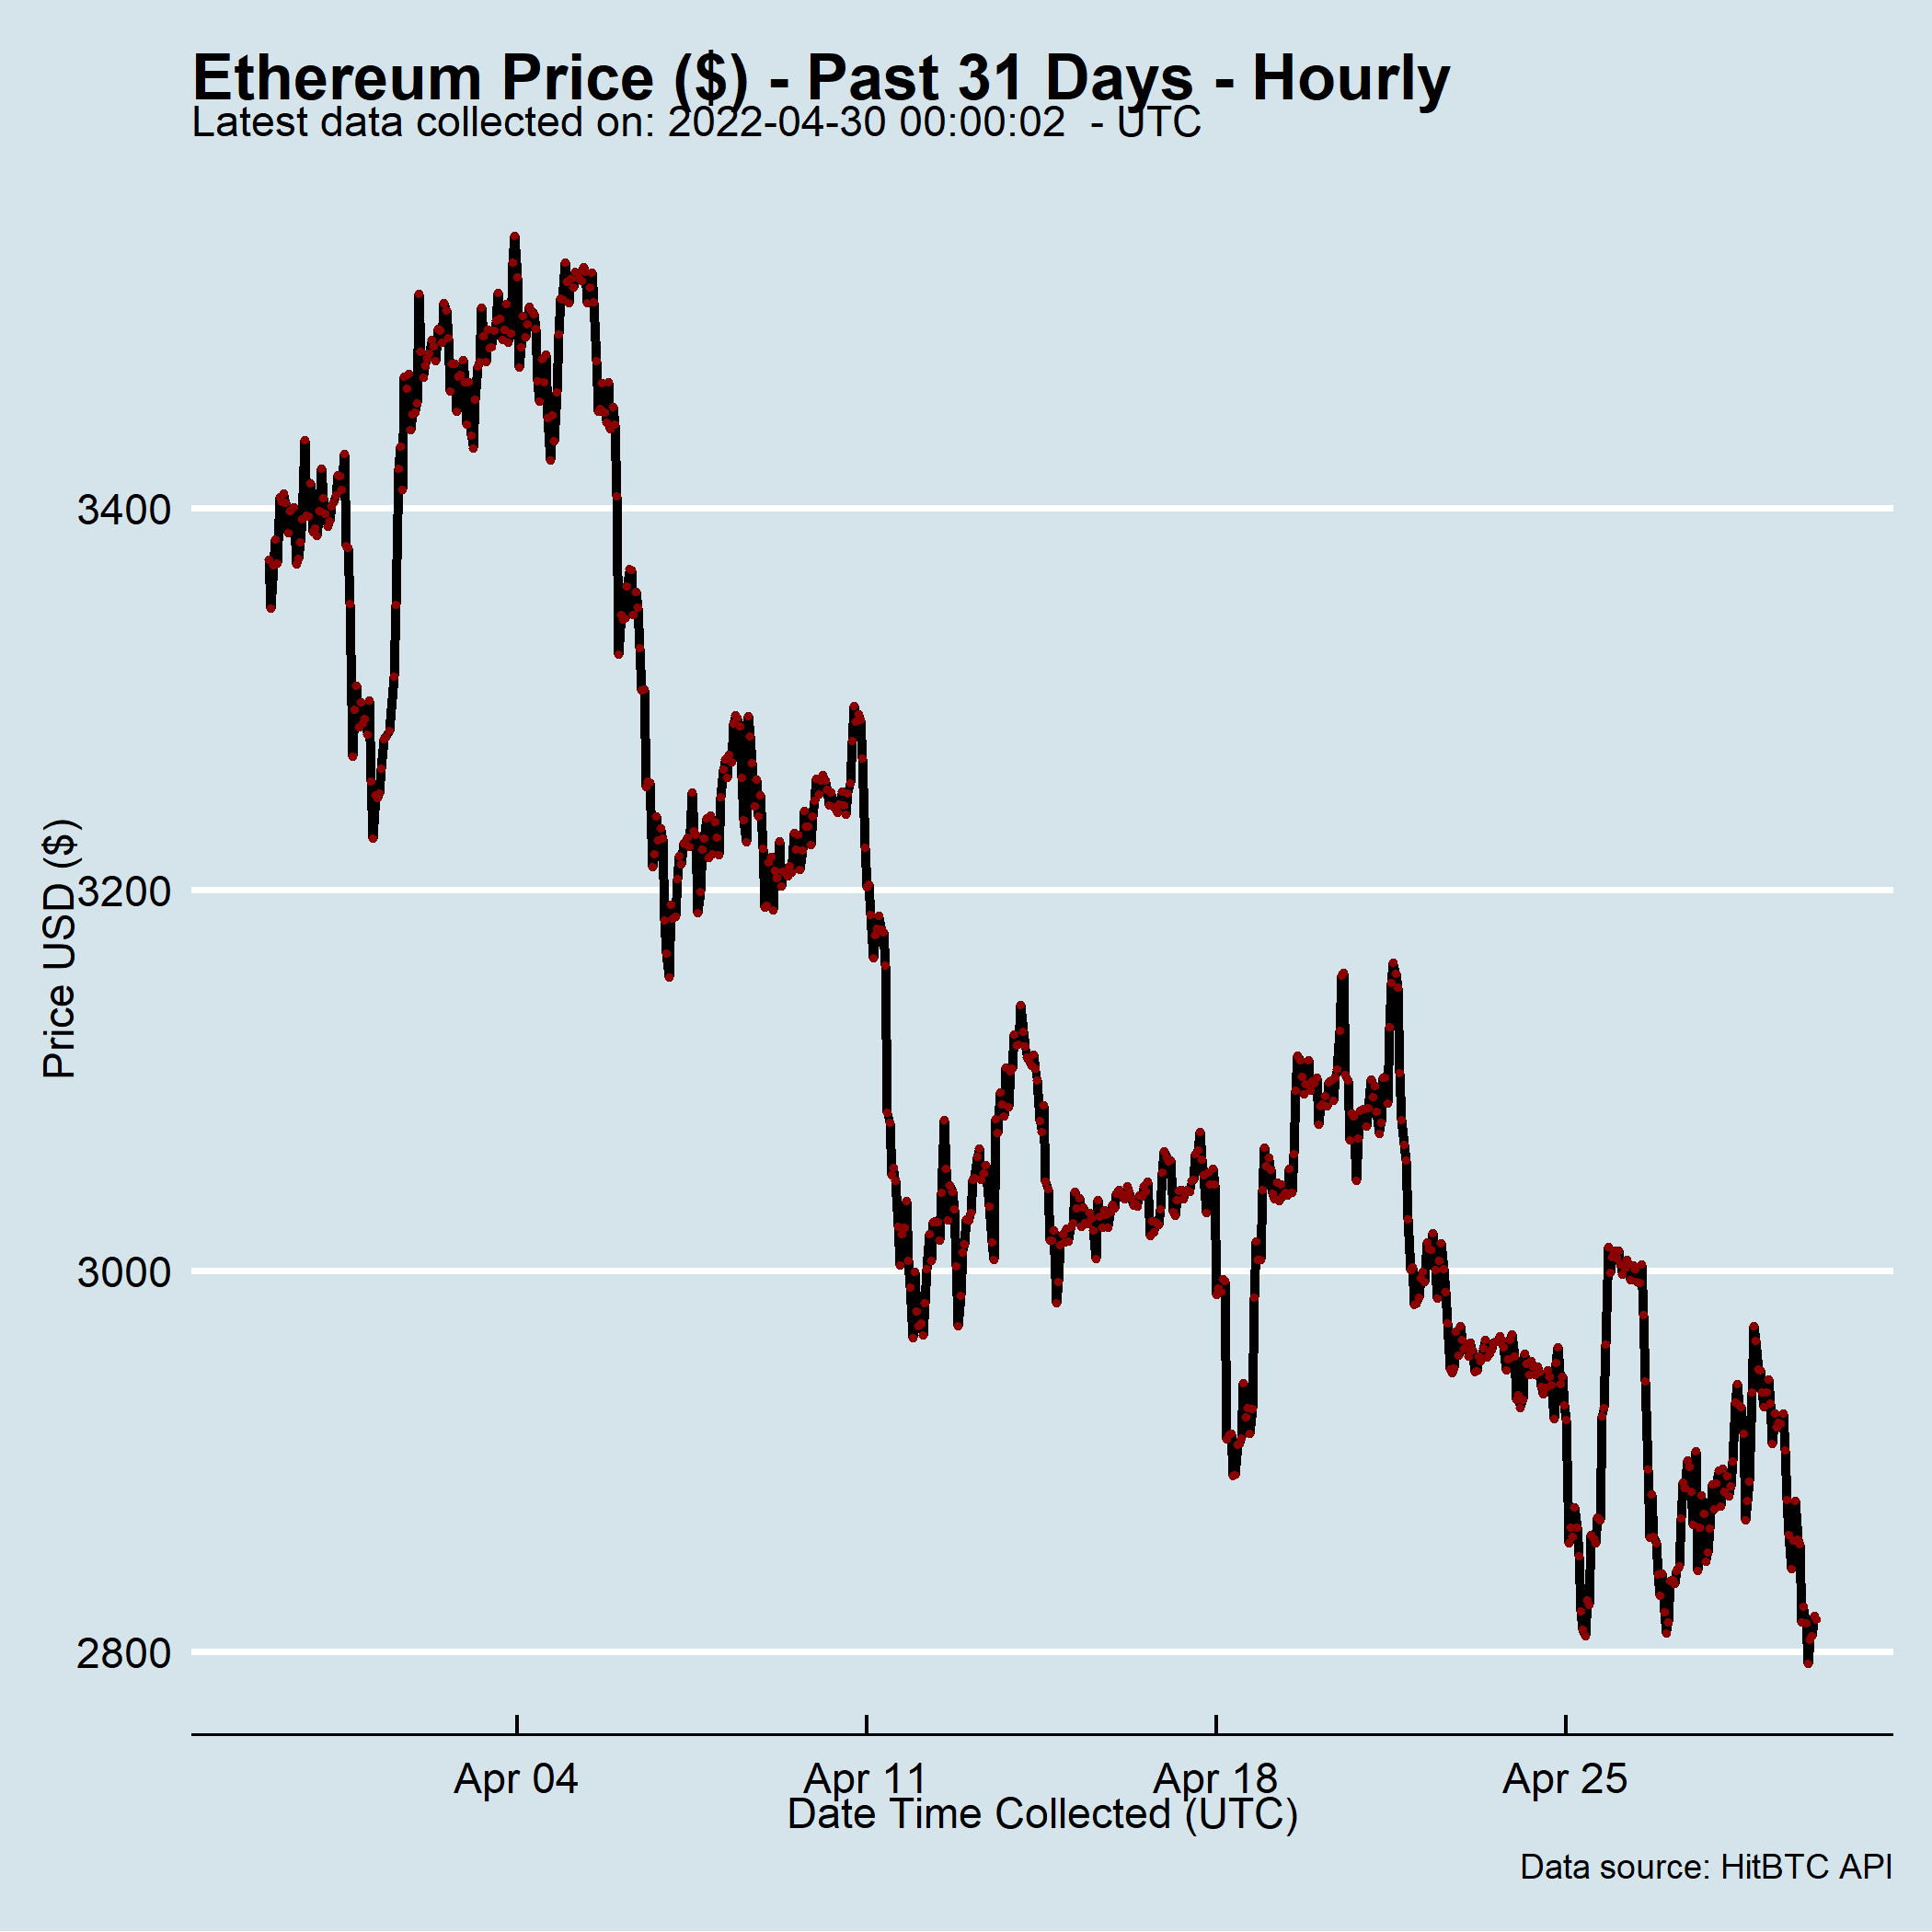 Ethereum Price ($) - Past 31 Days - Hourly
Latest data collected on: 2022-04-30 00:00:02  - UTC
3400
3200
3000
2800
Price USD ($)
Apr 04
Apr 11
Apr 18
Apr 25
Date Time Collected (UTC)
Data source: HitBTC API